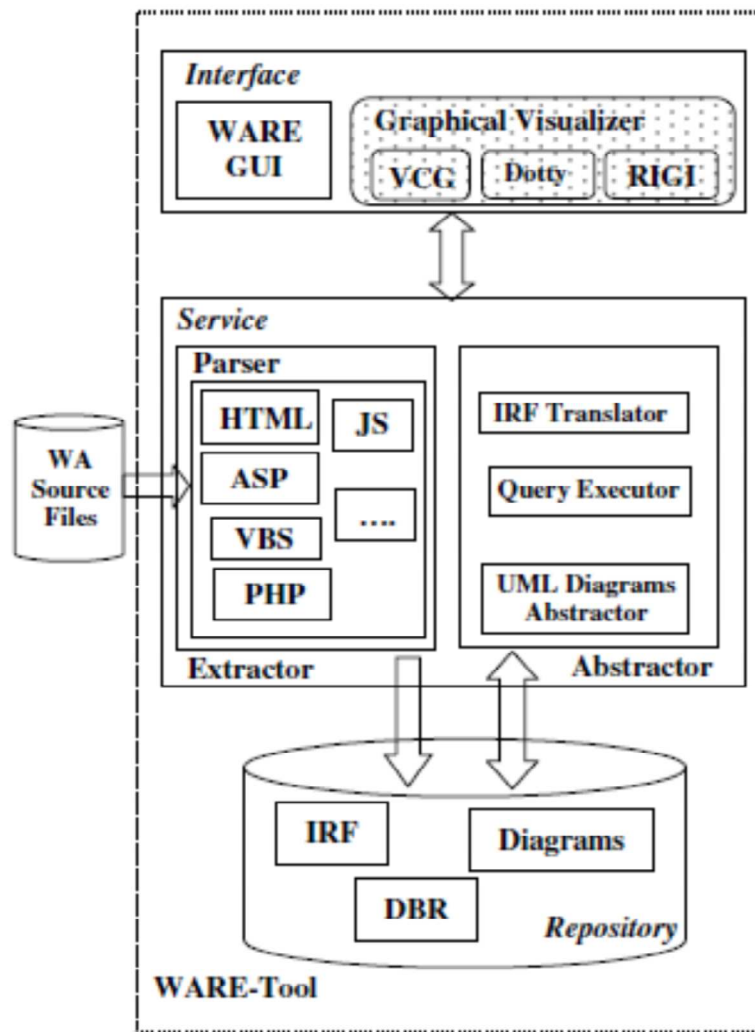 Interface
WARE
GUI
Graphical Visualizer
VCG
Dotty
RIGI
Service
Parser
HTML
JS
ASP
....
VBS
PHP
Extractor
IRF Translator
Query Executor
UML Diagrams
Abstractor
Abstractor
WA
Source
Files
IRF
Diagrams
DBR
Repository
WARE-Tool